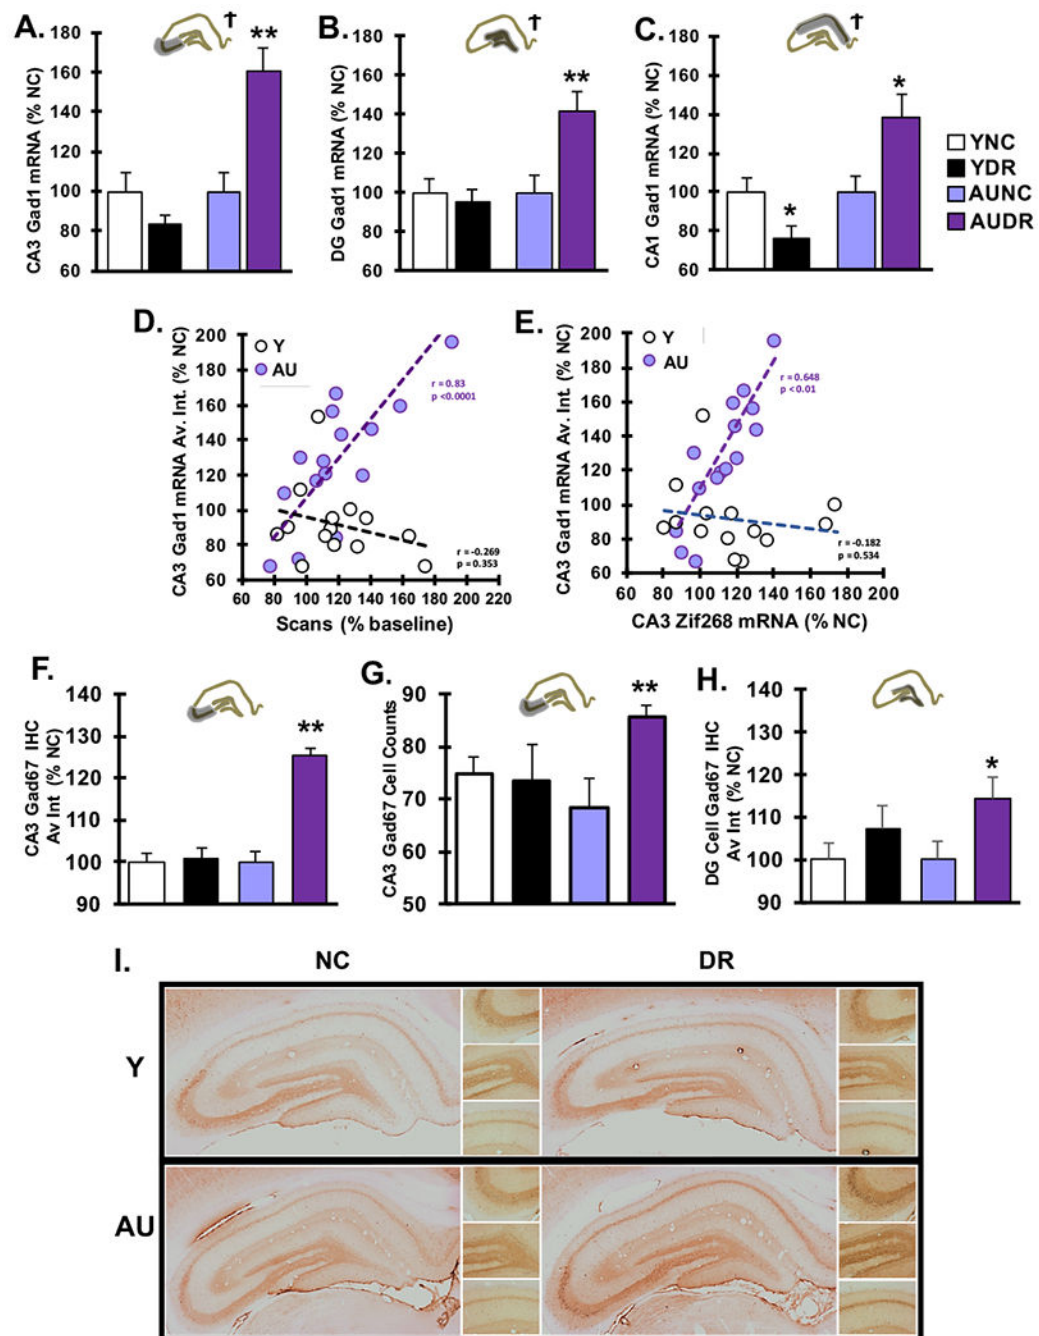 A.
CA3 Gad1 mRNA (% NC)
180
160
140
120
100
80
60
†
**
B.
DG Gad1 mRNA (% NC)
180
160
140
120
100
80
60
†
**
C.
CA1 Gad1 mRNA (% NC)
180
160
140
120
100
80
60
†
*
*
YNC
YDR
AUNC
AUDR
D.
CA3 Gad1 mRNA Av. Int. (% NC)
200
180
160
140
120
100
80
60
Y
AU
r = 0.83
p <0.0001
r = -0.269
p = 0.353
60 80 100 120 140 160 180 200 220
Scans (% baseline)
E.
CA3 Gad1 mRNA Av. Int. (% NC)
200
180
160
140
120
100
80
60
Y
AU
r = 0.648
p <0.01
r = -0.182
p = 0.534
60 80 100 120 140 160 180 200
CA3 Zif268 mRNA (% NC)
F.
CA3 Gad67 IHC
Av Int (% NC)
140
130
120
110
100
90
**
G.
CA3 Gad67 Cell Counts
90
80
70
60
50
**
H.
DG Cell Gad67 IHC
Av Int (% NC)
140
130
120
110
100
90
*
I.
NC DR
Y
AU